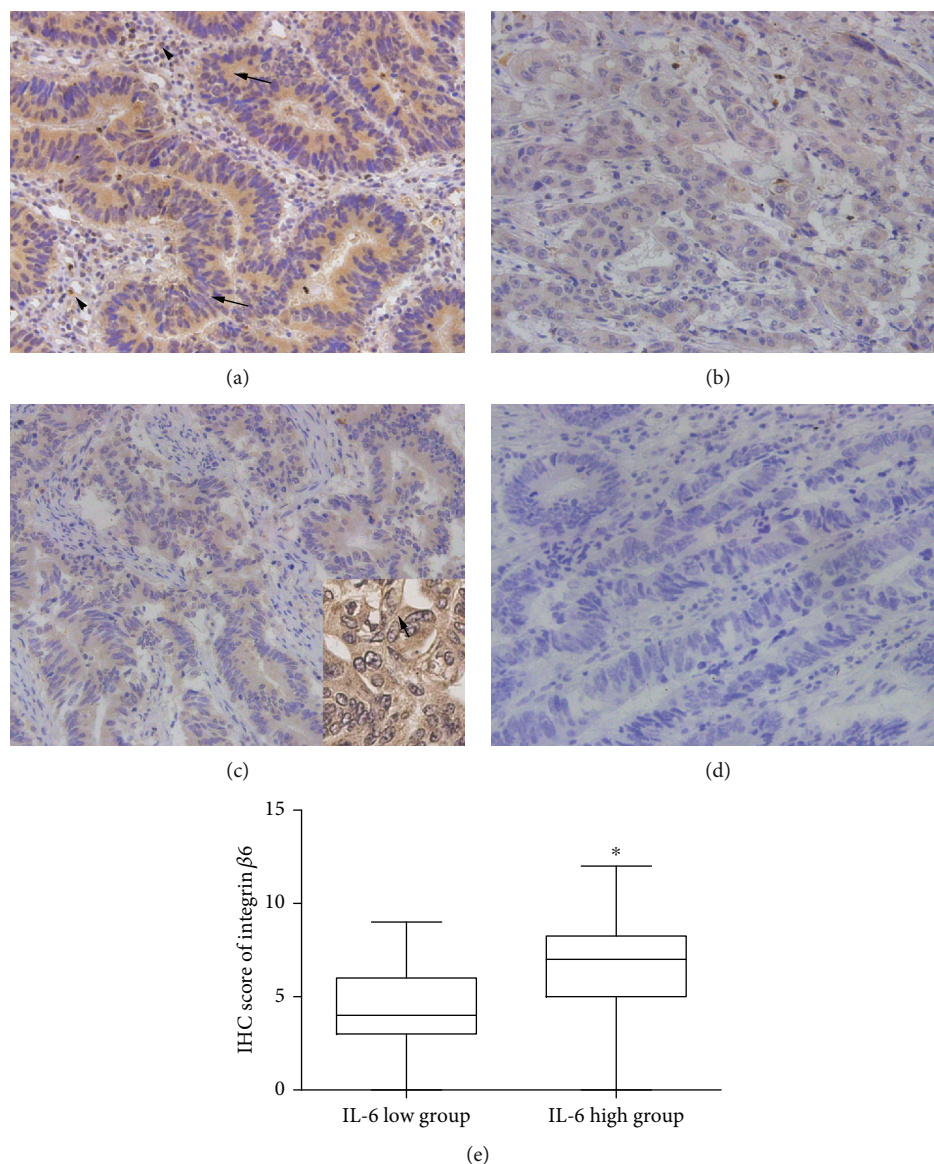 (a)
(b)
(c)
(d)
15
10
5
0
IHC score of integrin β6
*
IL-6 low group
IL-6 high group
(e)